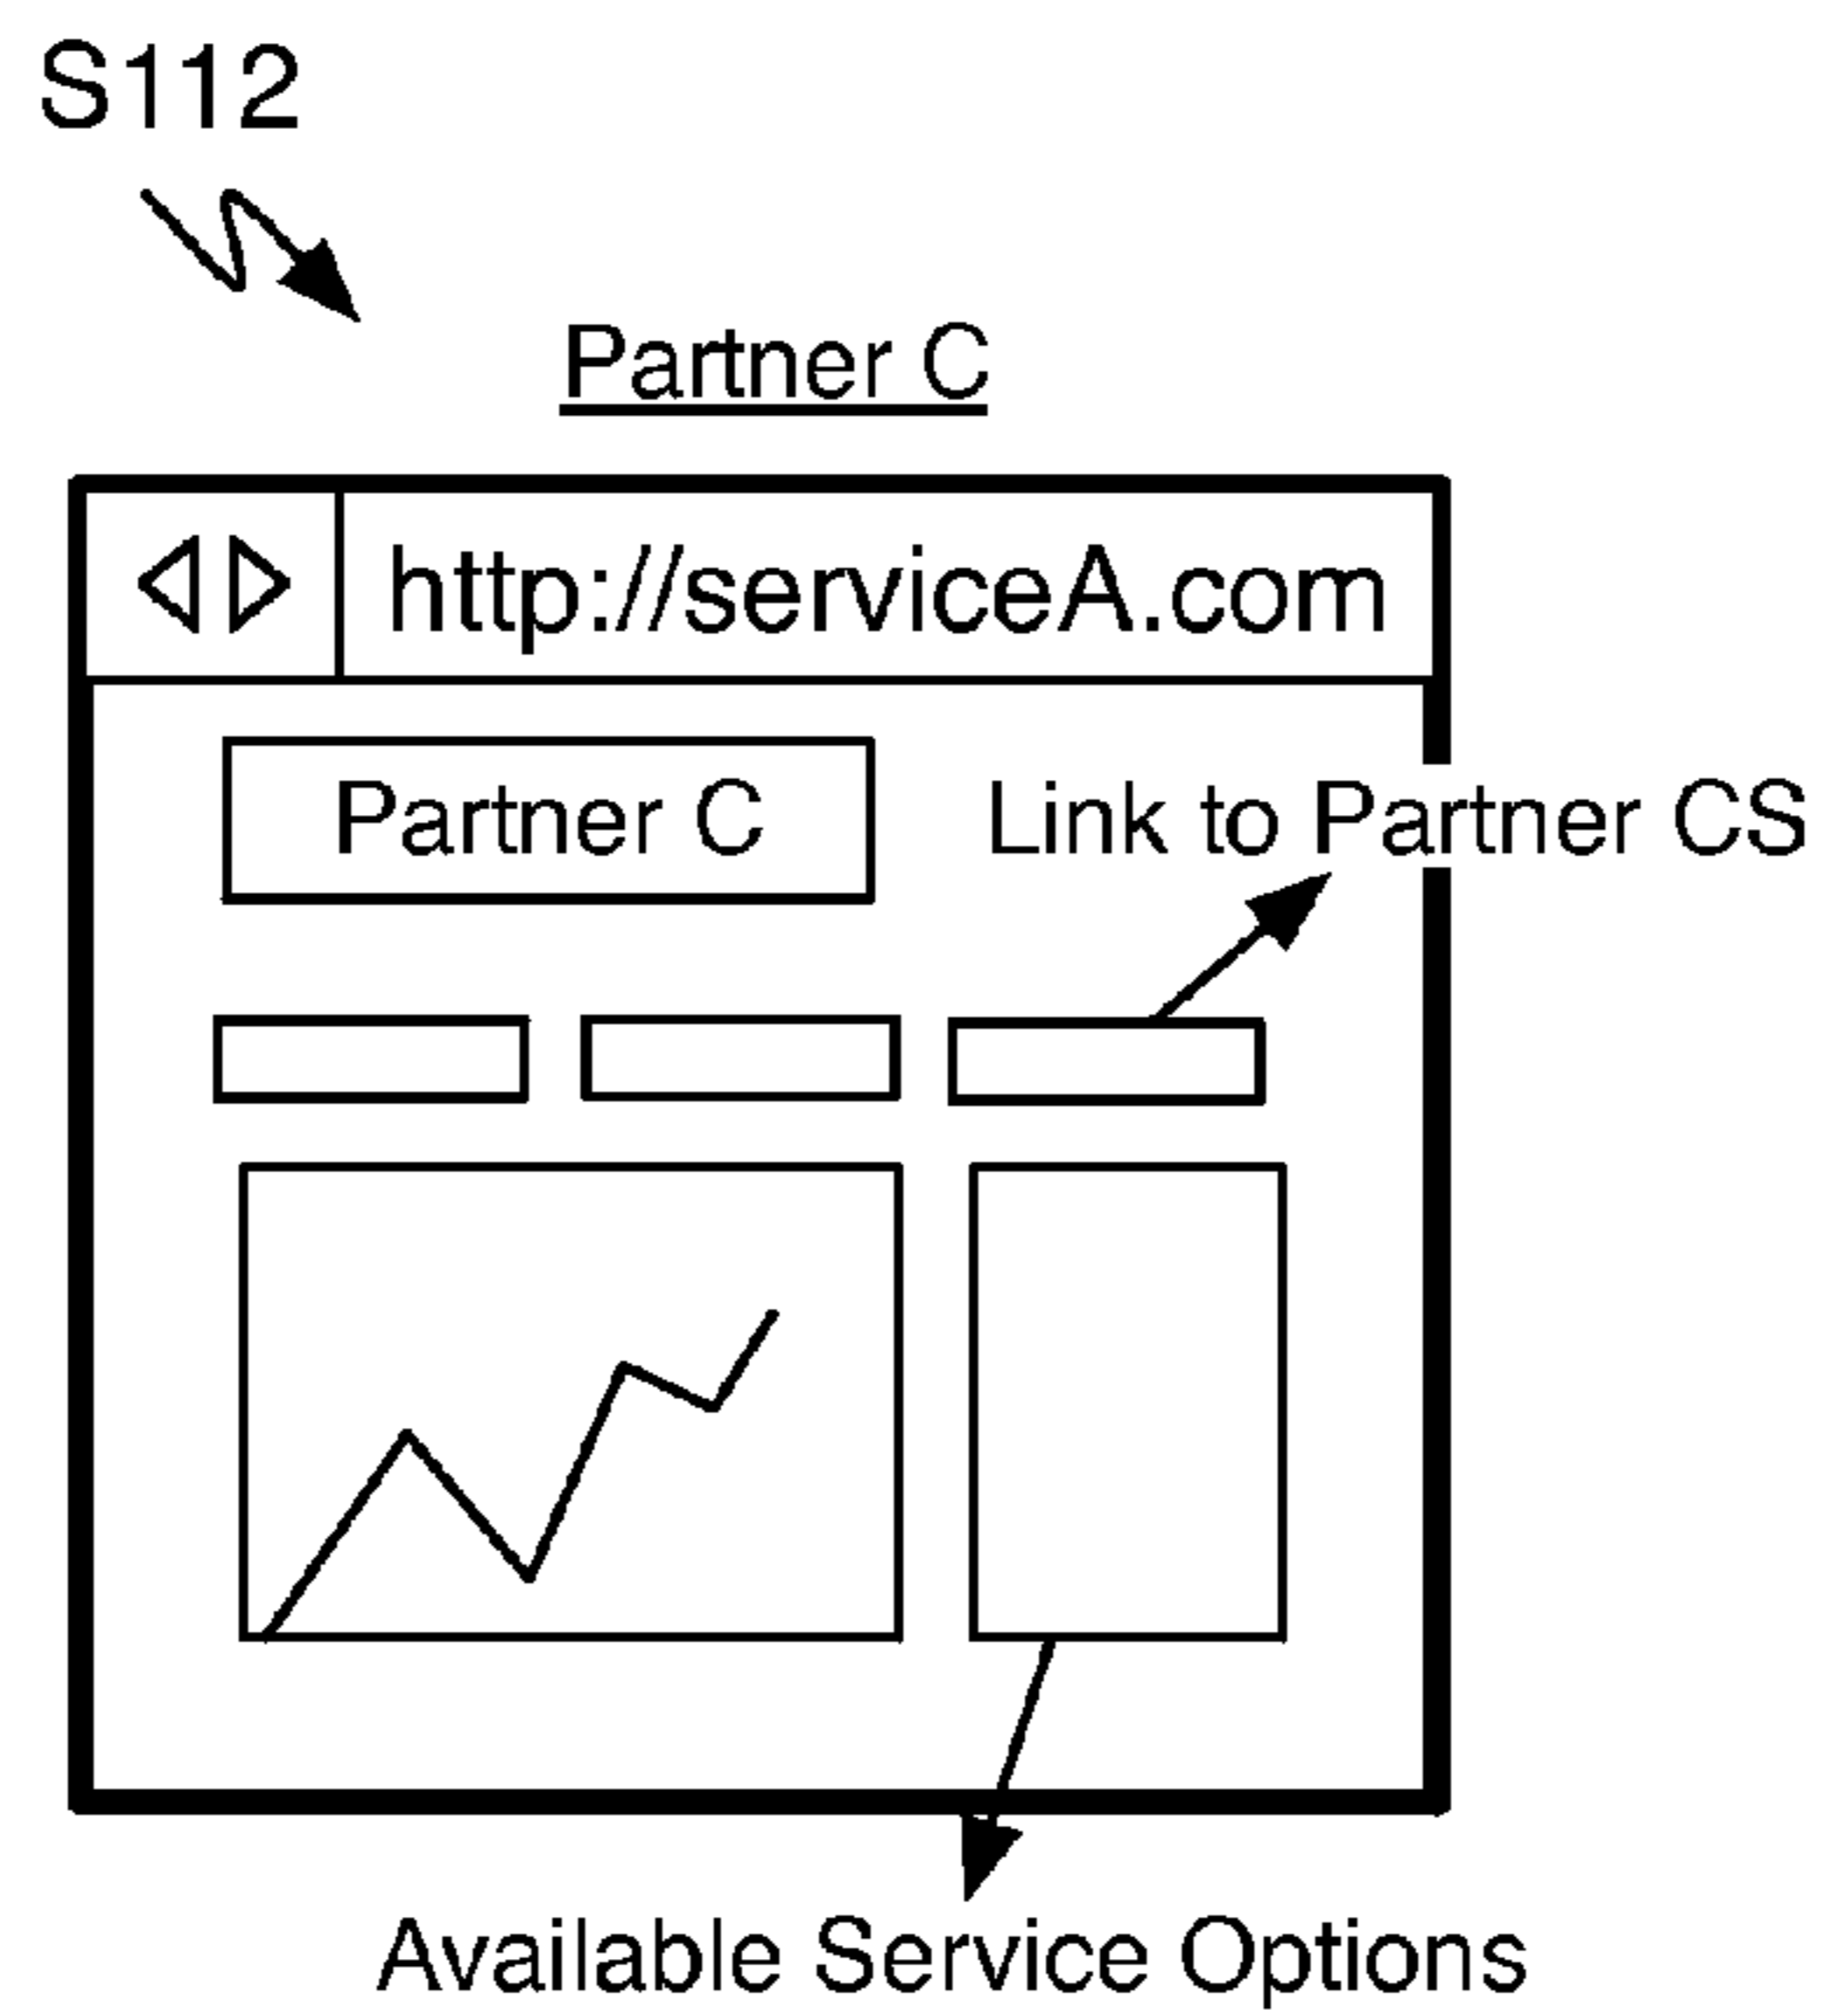 S112
Partner C
http://serviceA.com
Partner C
Link to Partner CS
Available Service Options